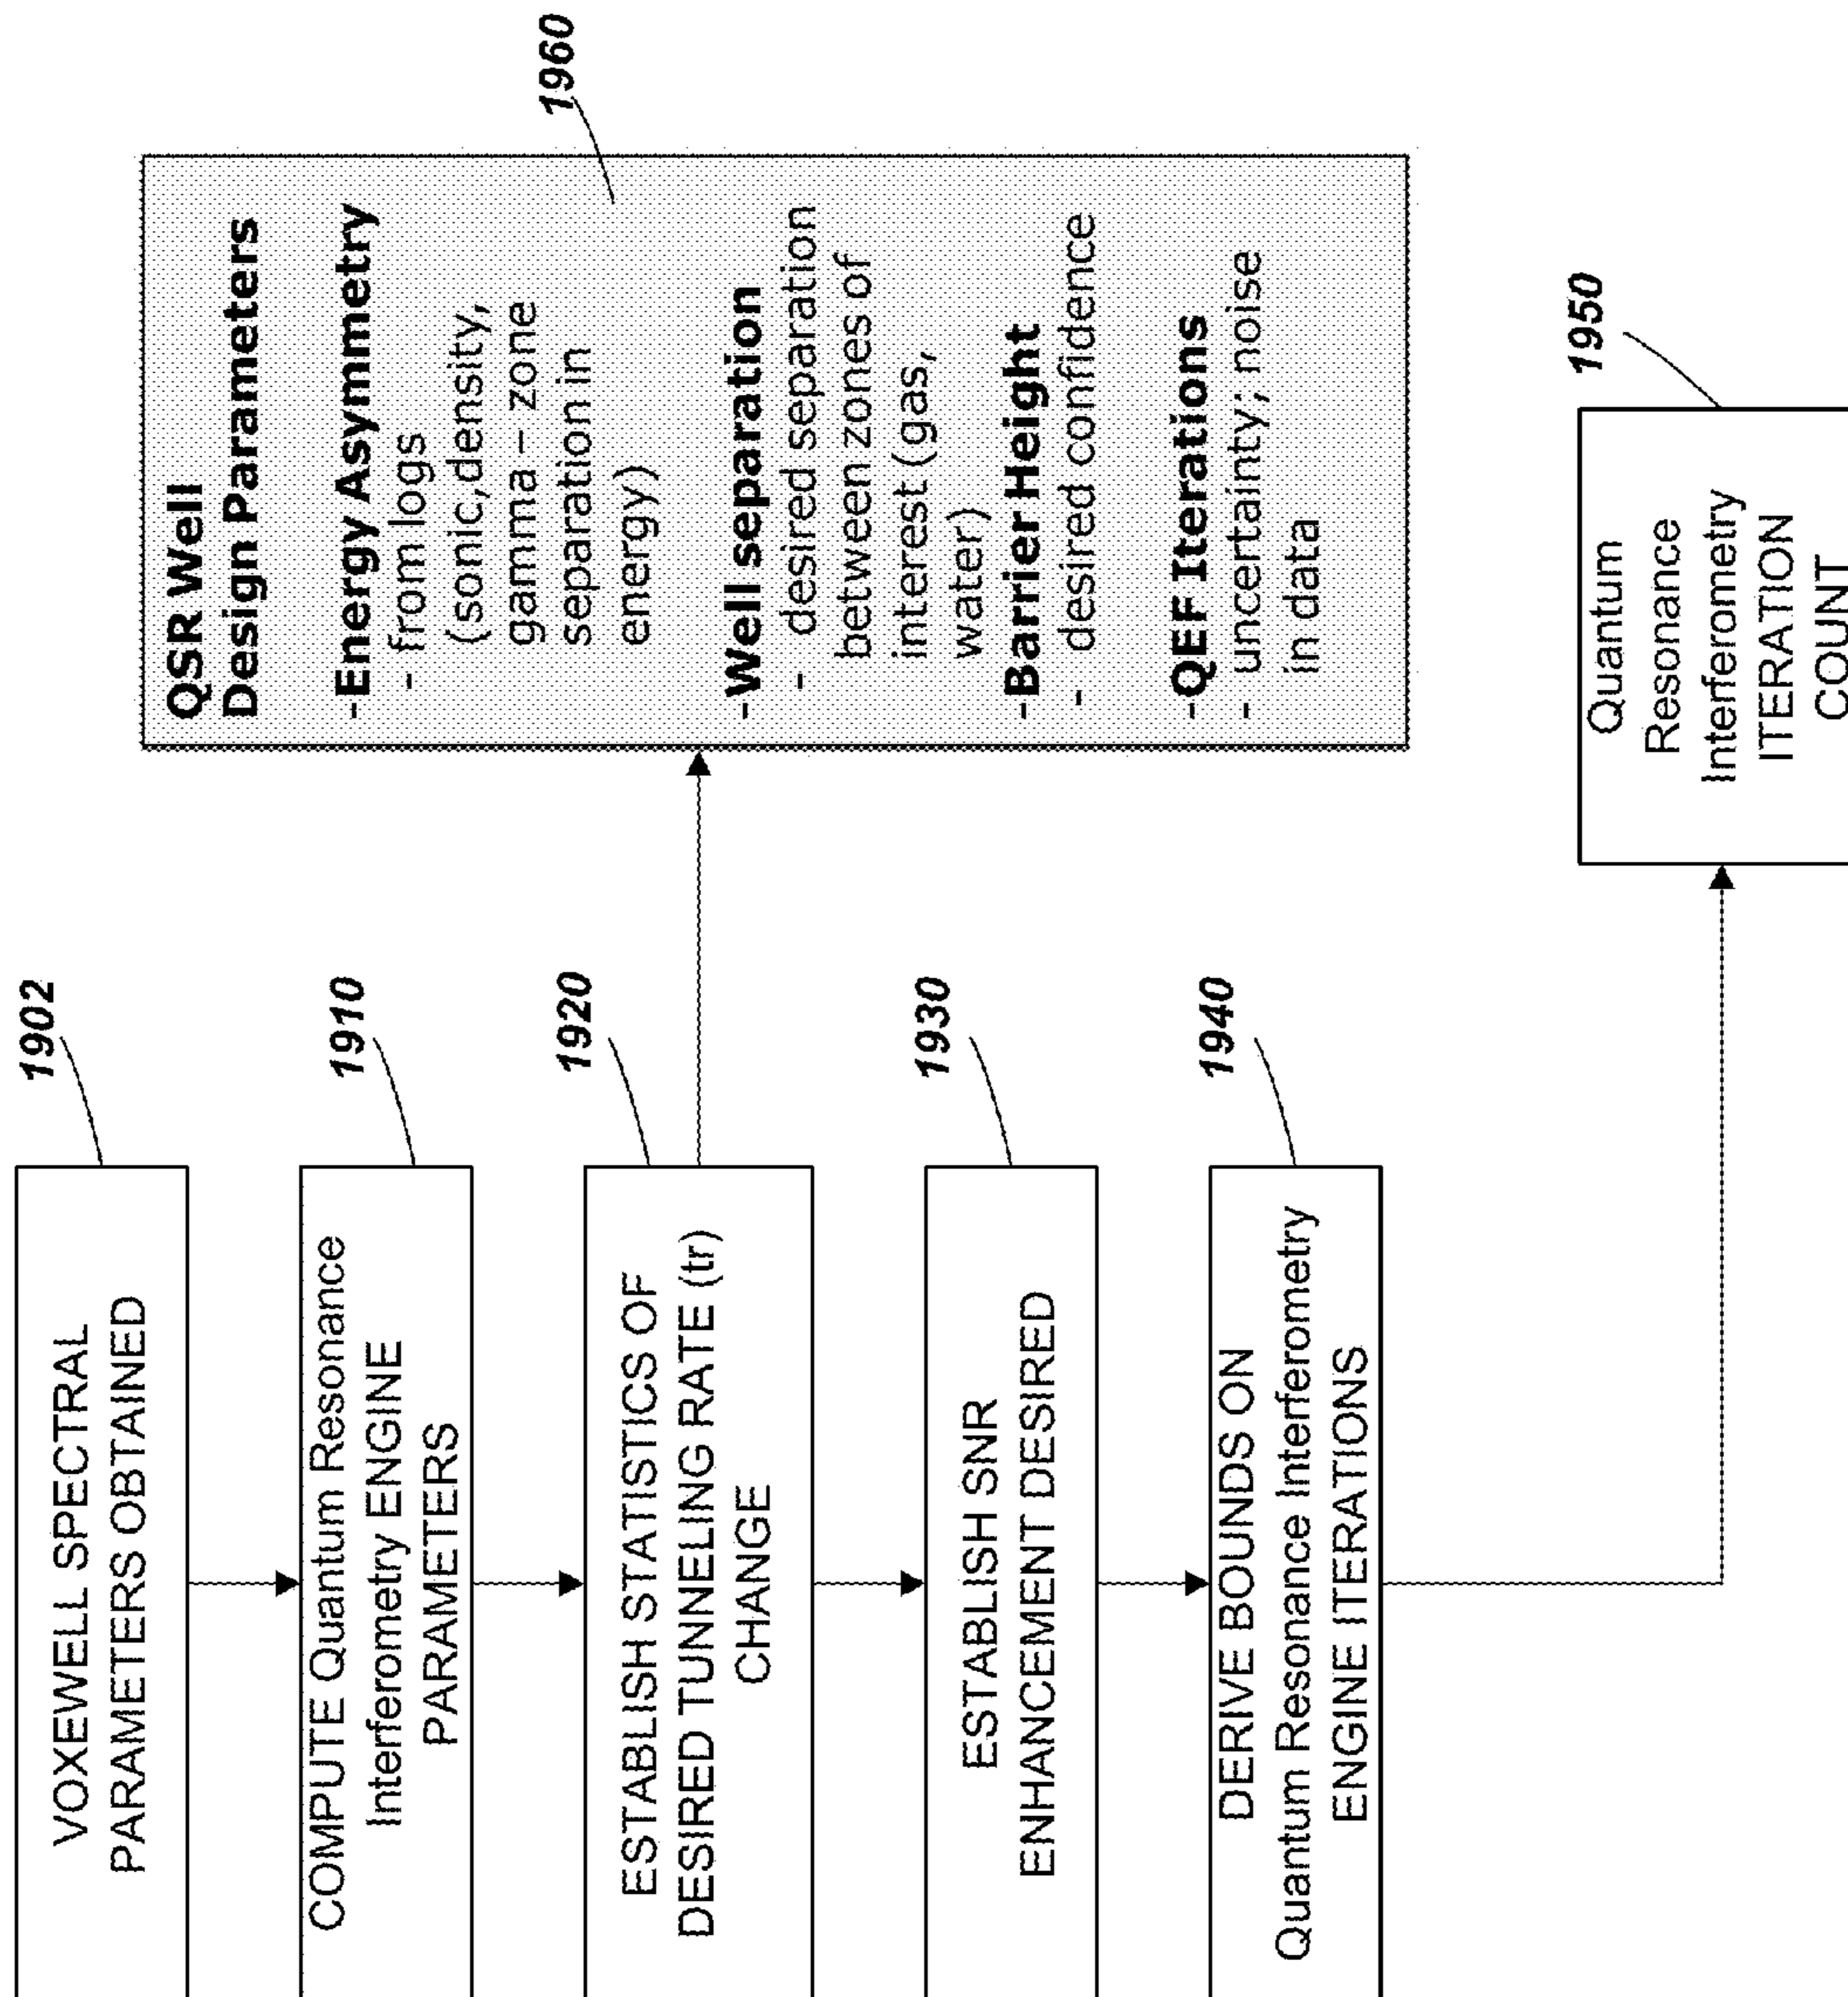 1902
VOXEWELL SPECTRAL
PARAMETERS OBTAINED
1910
COMPUTE Quantum Resonance
Interferometry ENGINE
PARAMETERS
1920
ESTABLISH STATISTICS OF
DESIRED TUNNELING RATE (tr)
CHANGE
1930
ESTABLISH SNR
ENHANCEMENT DESIRED
1940
DERIVE BOUNDS ON
Quantum Resonance Interferometry
ENGINE ITERATIONS
1960
QSR Well
Design Parameters
-Energy Asymmetry
- from logs
(sonic,density,
gamma – zone
separation in
energy)
-Well separation
- desired separation
between zones of
interest (gas,
water)
-Barrier Height
- desired confidence
-QEF Iterations
- uncertainty; noise
in data
1950
Quantum
Resonance
Interferometry
ITERATION
COUNT